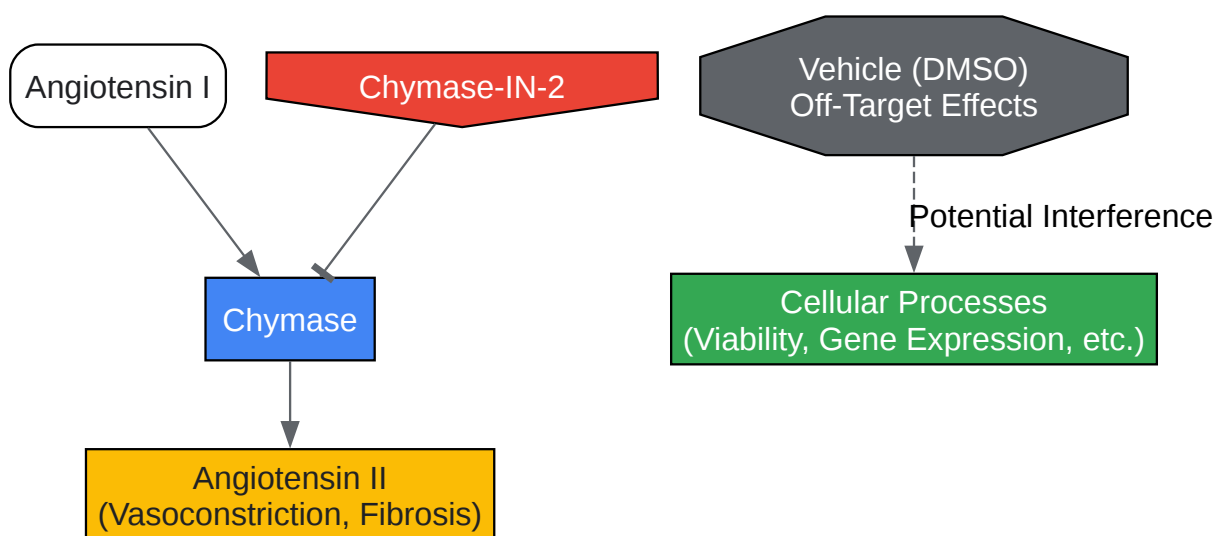 Angiotensin I
Chymase-IN-2
Vehicle (DMSO)
Off-Target Effects
Potential Interference
Chymase
Cellular Processes
(Viability, Gene Expression, etc.)
Angiotensin II
(Vasoconstriction, Fibrosis)